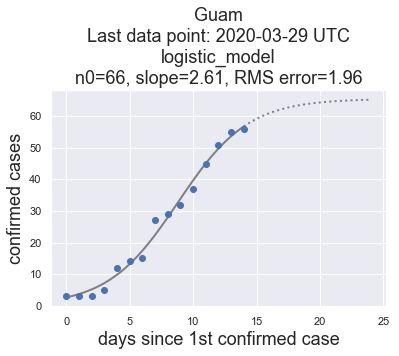 Guam
Last data point: 2020-03-29 UTC
logistic_model
n0=66, slope=2.61, RMS error=1.96
confirmed cases
60
50
40
30
20
10
0
0 5 10 15 20 25
days since 1st confirmed case